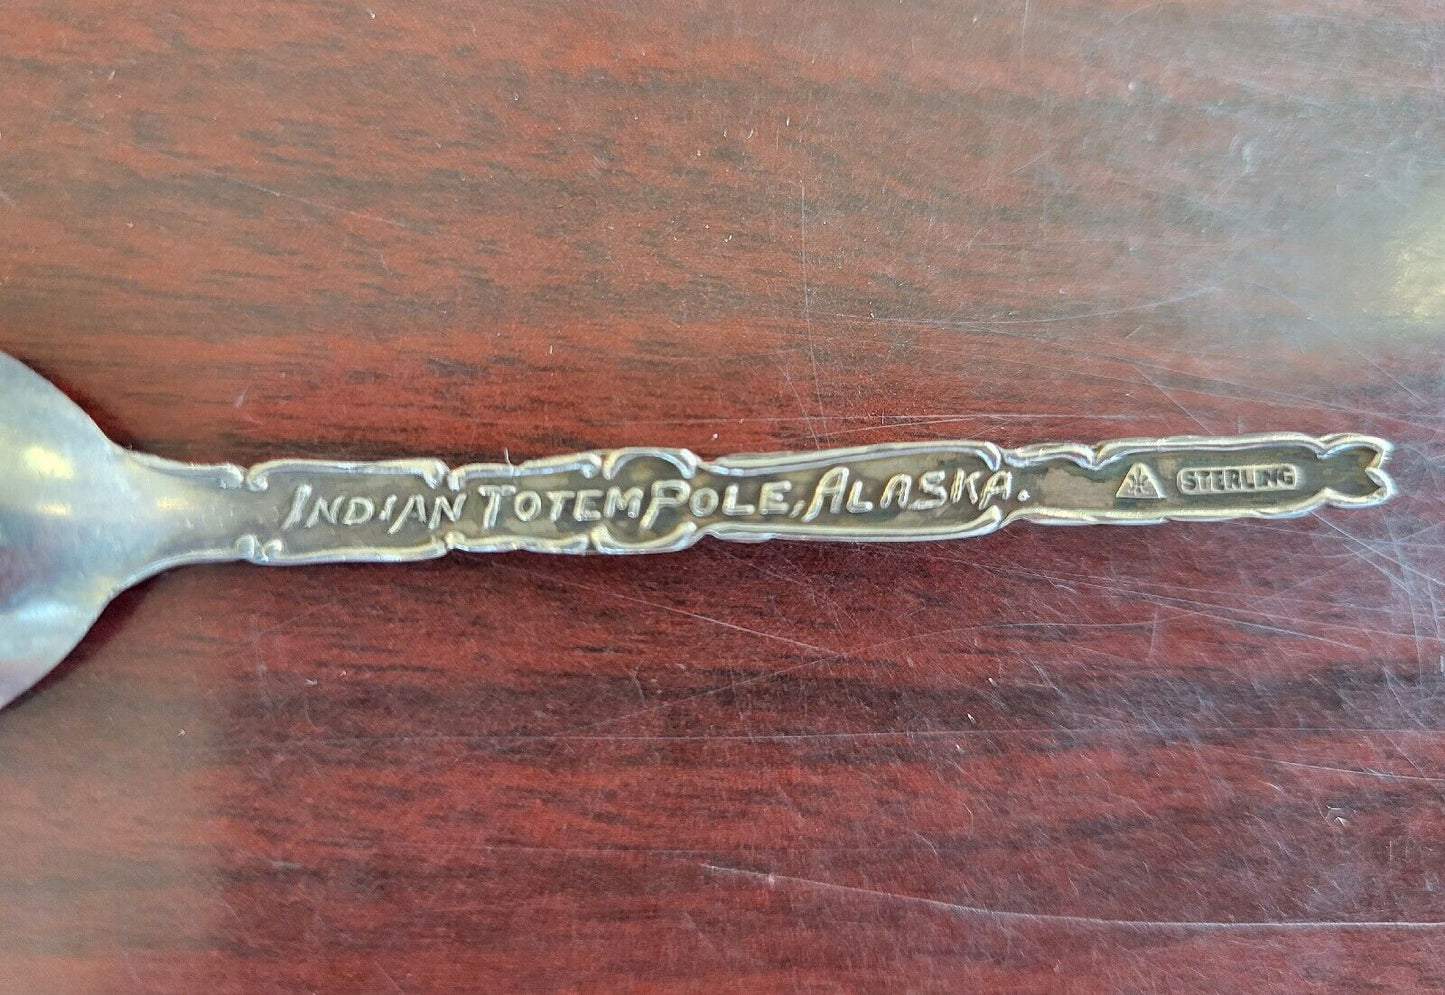 INDIAN TOTEM POLE, ALASKA.
STERLING